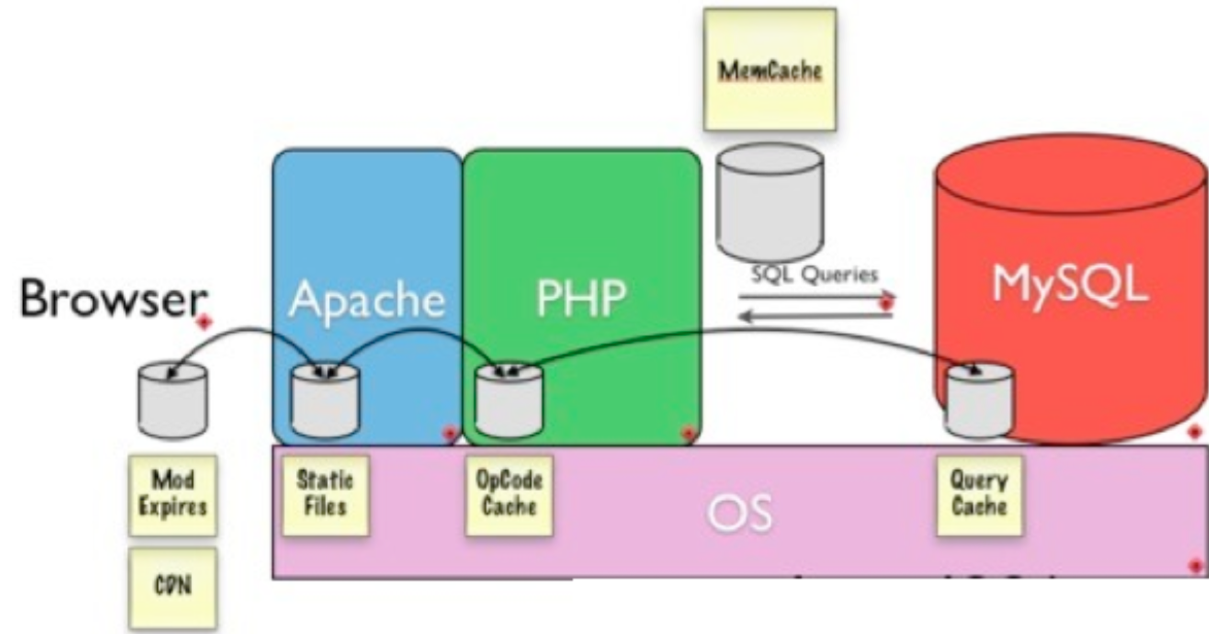 MemCache
SQL Queries
Browser
Apache
PHP
MySQL
Mod
Expires
Static
Files
OpCode
Cache
Query
Cache
OS
CDN